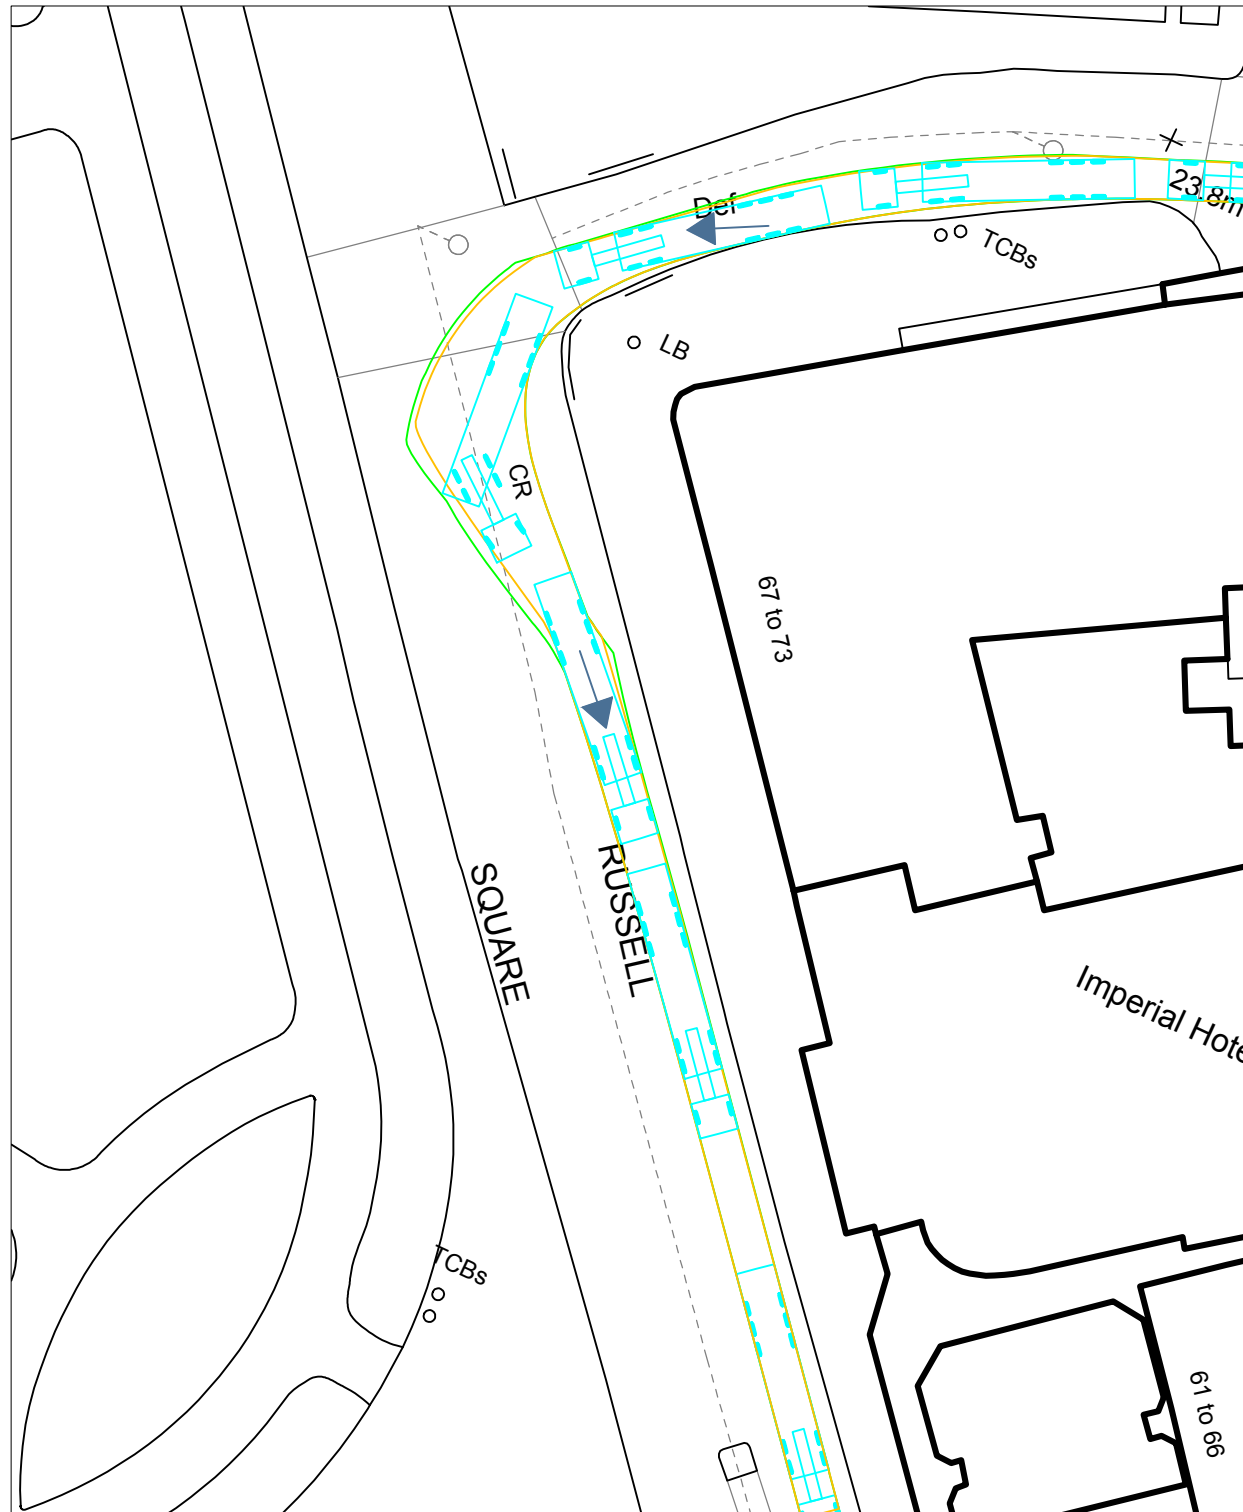 23.8m
Def
TCBs
LB
CR
67 to 73
SQUARE
RUSSELL
Imperial Hote
TCBs
61 to 66